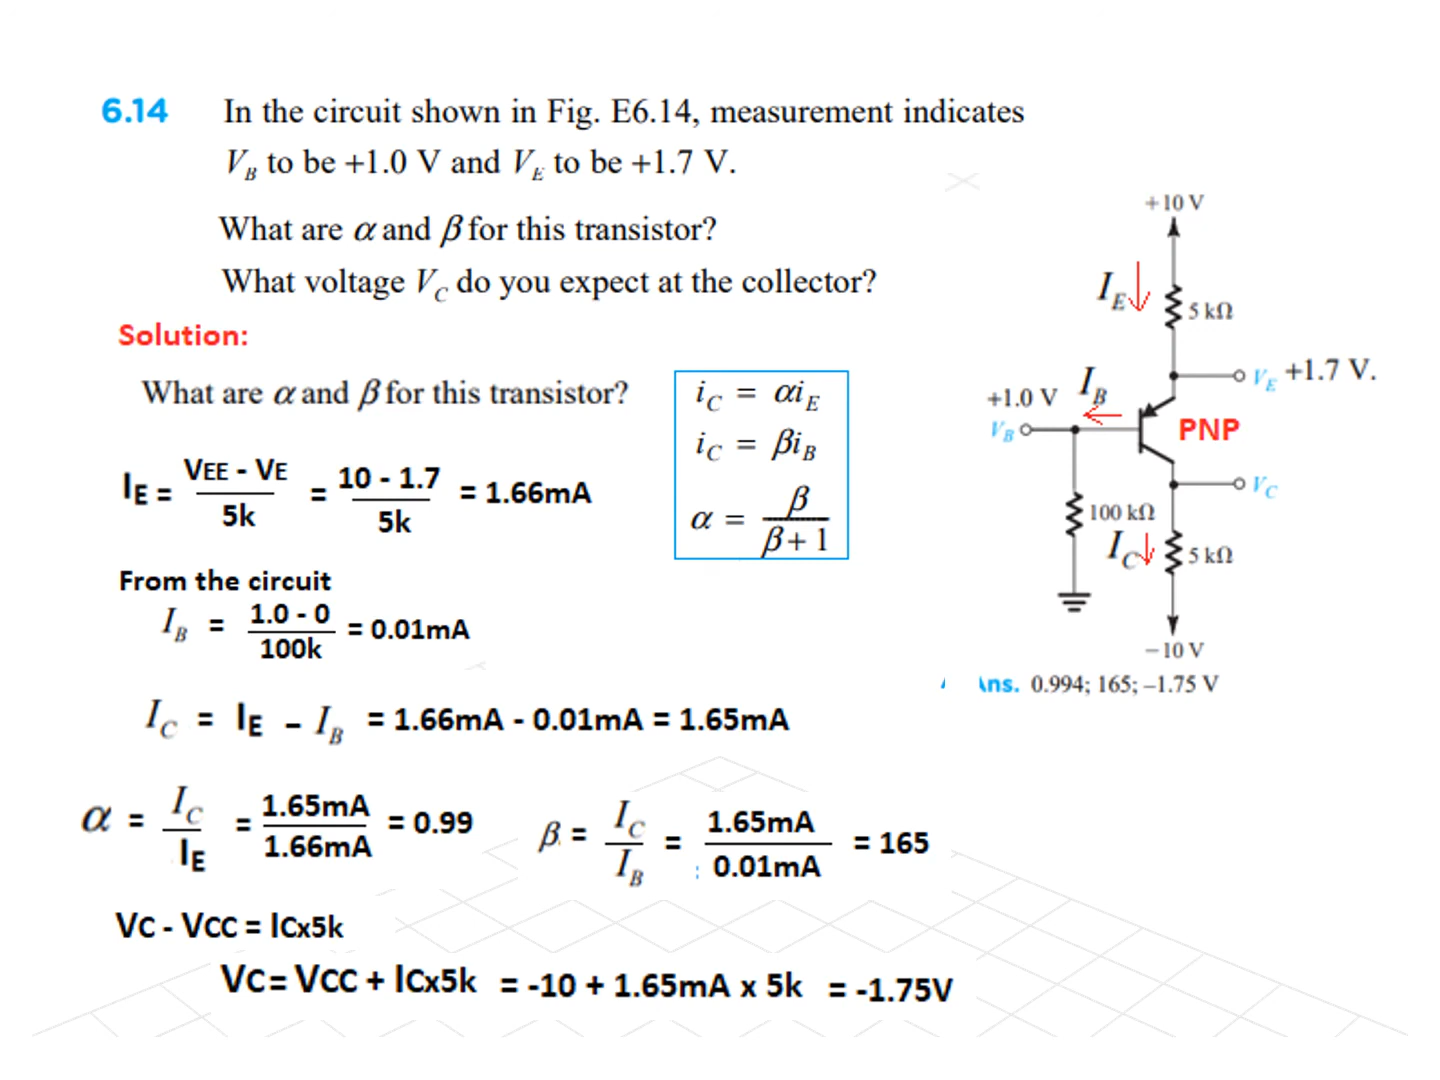 6.14 In the circuit shown in Fig. E6.14, measurement indicates
V_B to be +1.0 V and V_E to be +1.7 V.
What are α and β for this transistor?
What voltage V_C do you expect at the collector?
Solution:
What are α and β for this transistor?
i_C = αi_E
i_C = βi_B
α = β / β + 1
IE = VEE - VE / 5k = 10 - 1.7 / 5k = 1.66mA
From the circuit
I_B = 1.0 - 0 / 100k = 0.01mA
I_C = IE - I_B = 1.66mA - 0.01mA = 1.65mA
α = I_C / IE = 1.65mA / 1.66mA = 0.99
β = I_C / I_B = 1.65mA / 0.01mA = 165
VC - VCC = ICx5k
VC = VCC + ICx5k = -10 + 1.65mA x 5k = -1.75V
+10 V
I_E
5 kΩ
V_E +1.7 V.
+1.0 V I_B
V_B
PNP
V_C
100 kΩ
I_C
5 kΩ
−10 V
Ans. 0.994; 165; −1.75 V